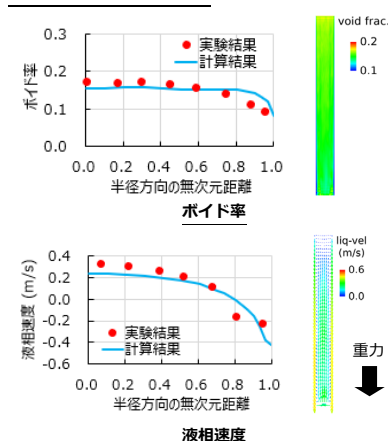 0.3
0.2
0.1
0.0
ボイド率
実験結果
計算結果
0.0 0.2 0.4 0.6 0.8 1.0
半径方向の無次元距離
ボイド率
void frac.
0.2
0.1
0.4
0.2
0.0
-0.2
-0.4
-0.6
液相速度 (m/s)
実験結果
計算結果
0.0 0.2 0.4 0.6 0.8 1.0
半径方向の無次元距離
液相速度
liq-vel
(m/s)
0.6
0.0
重力